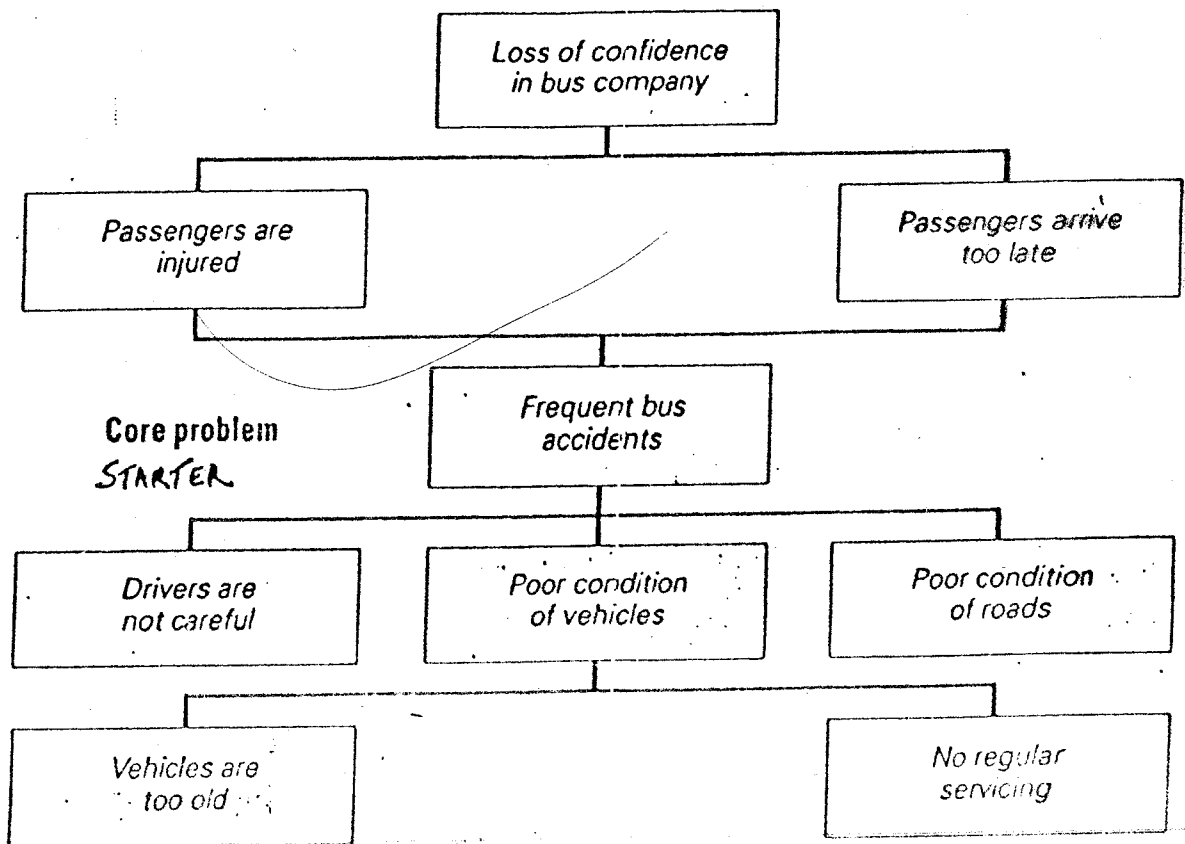 Loss of confidence
in bus company
Passengers are
injured
Passengers arrive
too late
Frequent bus
accidents
Core problem
STARTER
Drivers are
not careful
Poor condition
of vehicles
Poor condition
of roads
Vehicles are
too old
No regular
servicing